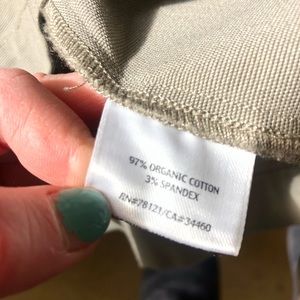 97% ORGANIC COTTON
3% SPANDEX
RN#78121/CA#34460